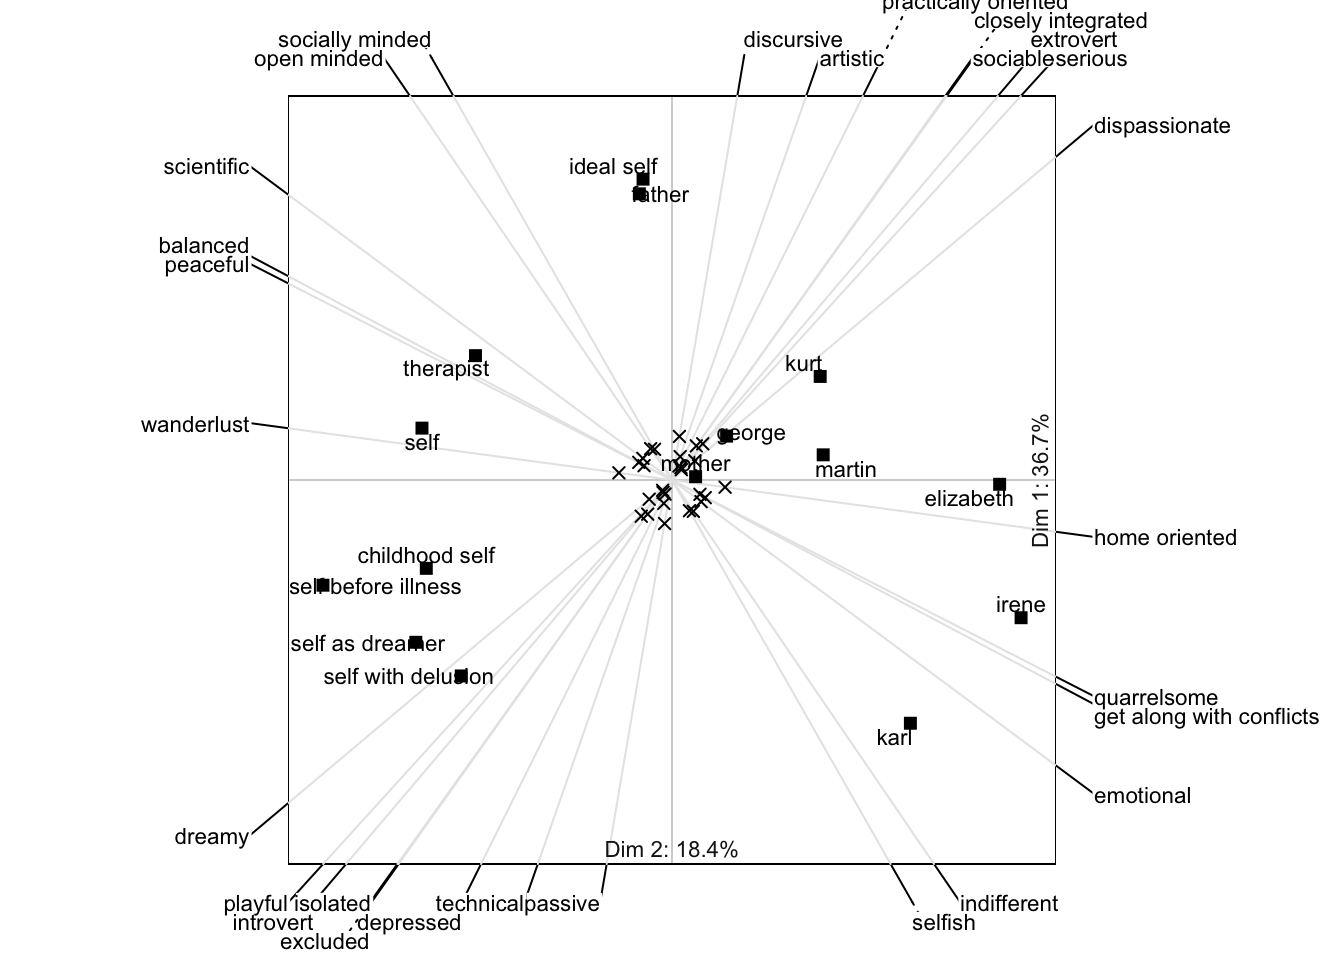 practically oriented
closely integrated
socially minded
discursive
extrovert
open minded
artistic
sociable
serious
dispassionate
scientific
ideal self
father
balanced
peaceful
therapist
kurt
wanderlust
self
george
mother
martin
elizabeth
Dim 1: 36.7%
home oriented
childhood self
self before illness
irene
self as dreamer
self with delusion
quarrelsome
get along with conflicts
karl
emotional
dreamy
Dim 2: 18.4%
playful
isolated
technical
passive
indifferent
introvert
depressed
selfish
excluded